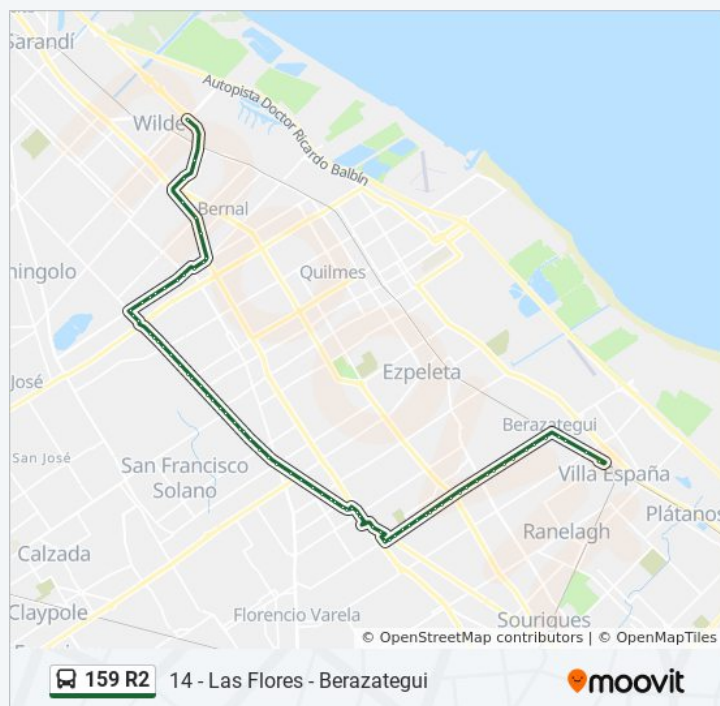 Sarandí
Autopista Doctor Ricardo Balbín
Wilde
Bernal
mingolo
Quilmes
José
Ezpeleta
Berazategui
San José
San Francisco
Solano
Villa España
Plátanos
Ranelagh
Calzada
Claypole
Florencio Varela
Sourigues
© OpenStreetMap contributors | © OpenMapTiles
159 R2 14 - Las Flores - Berazategui moovit